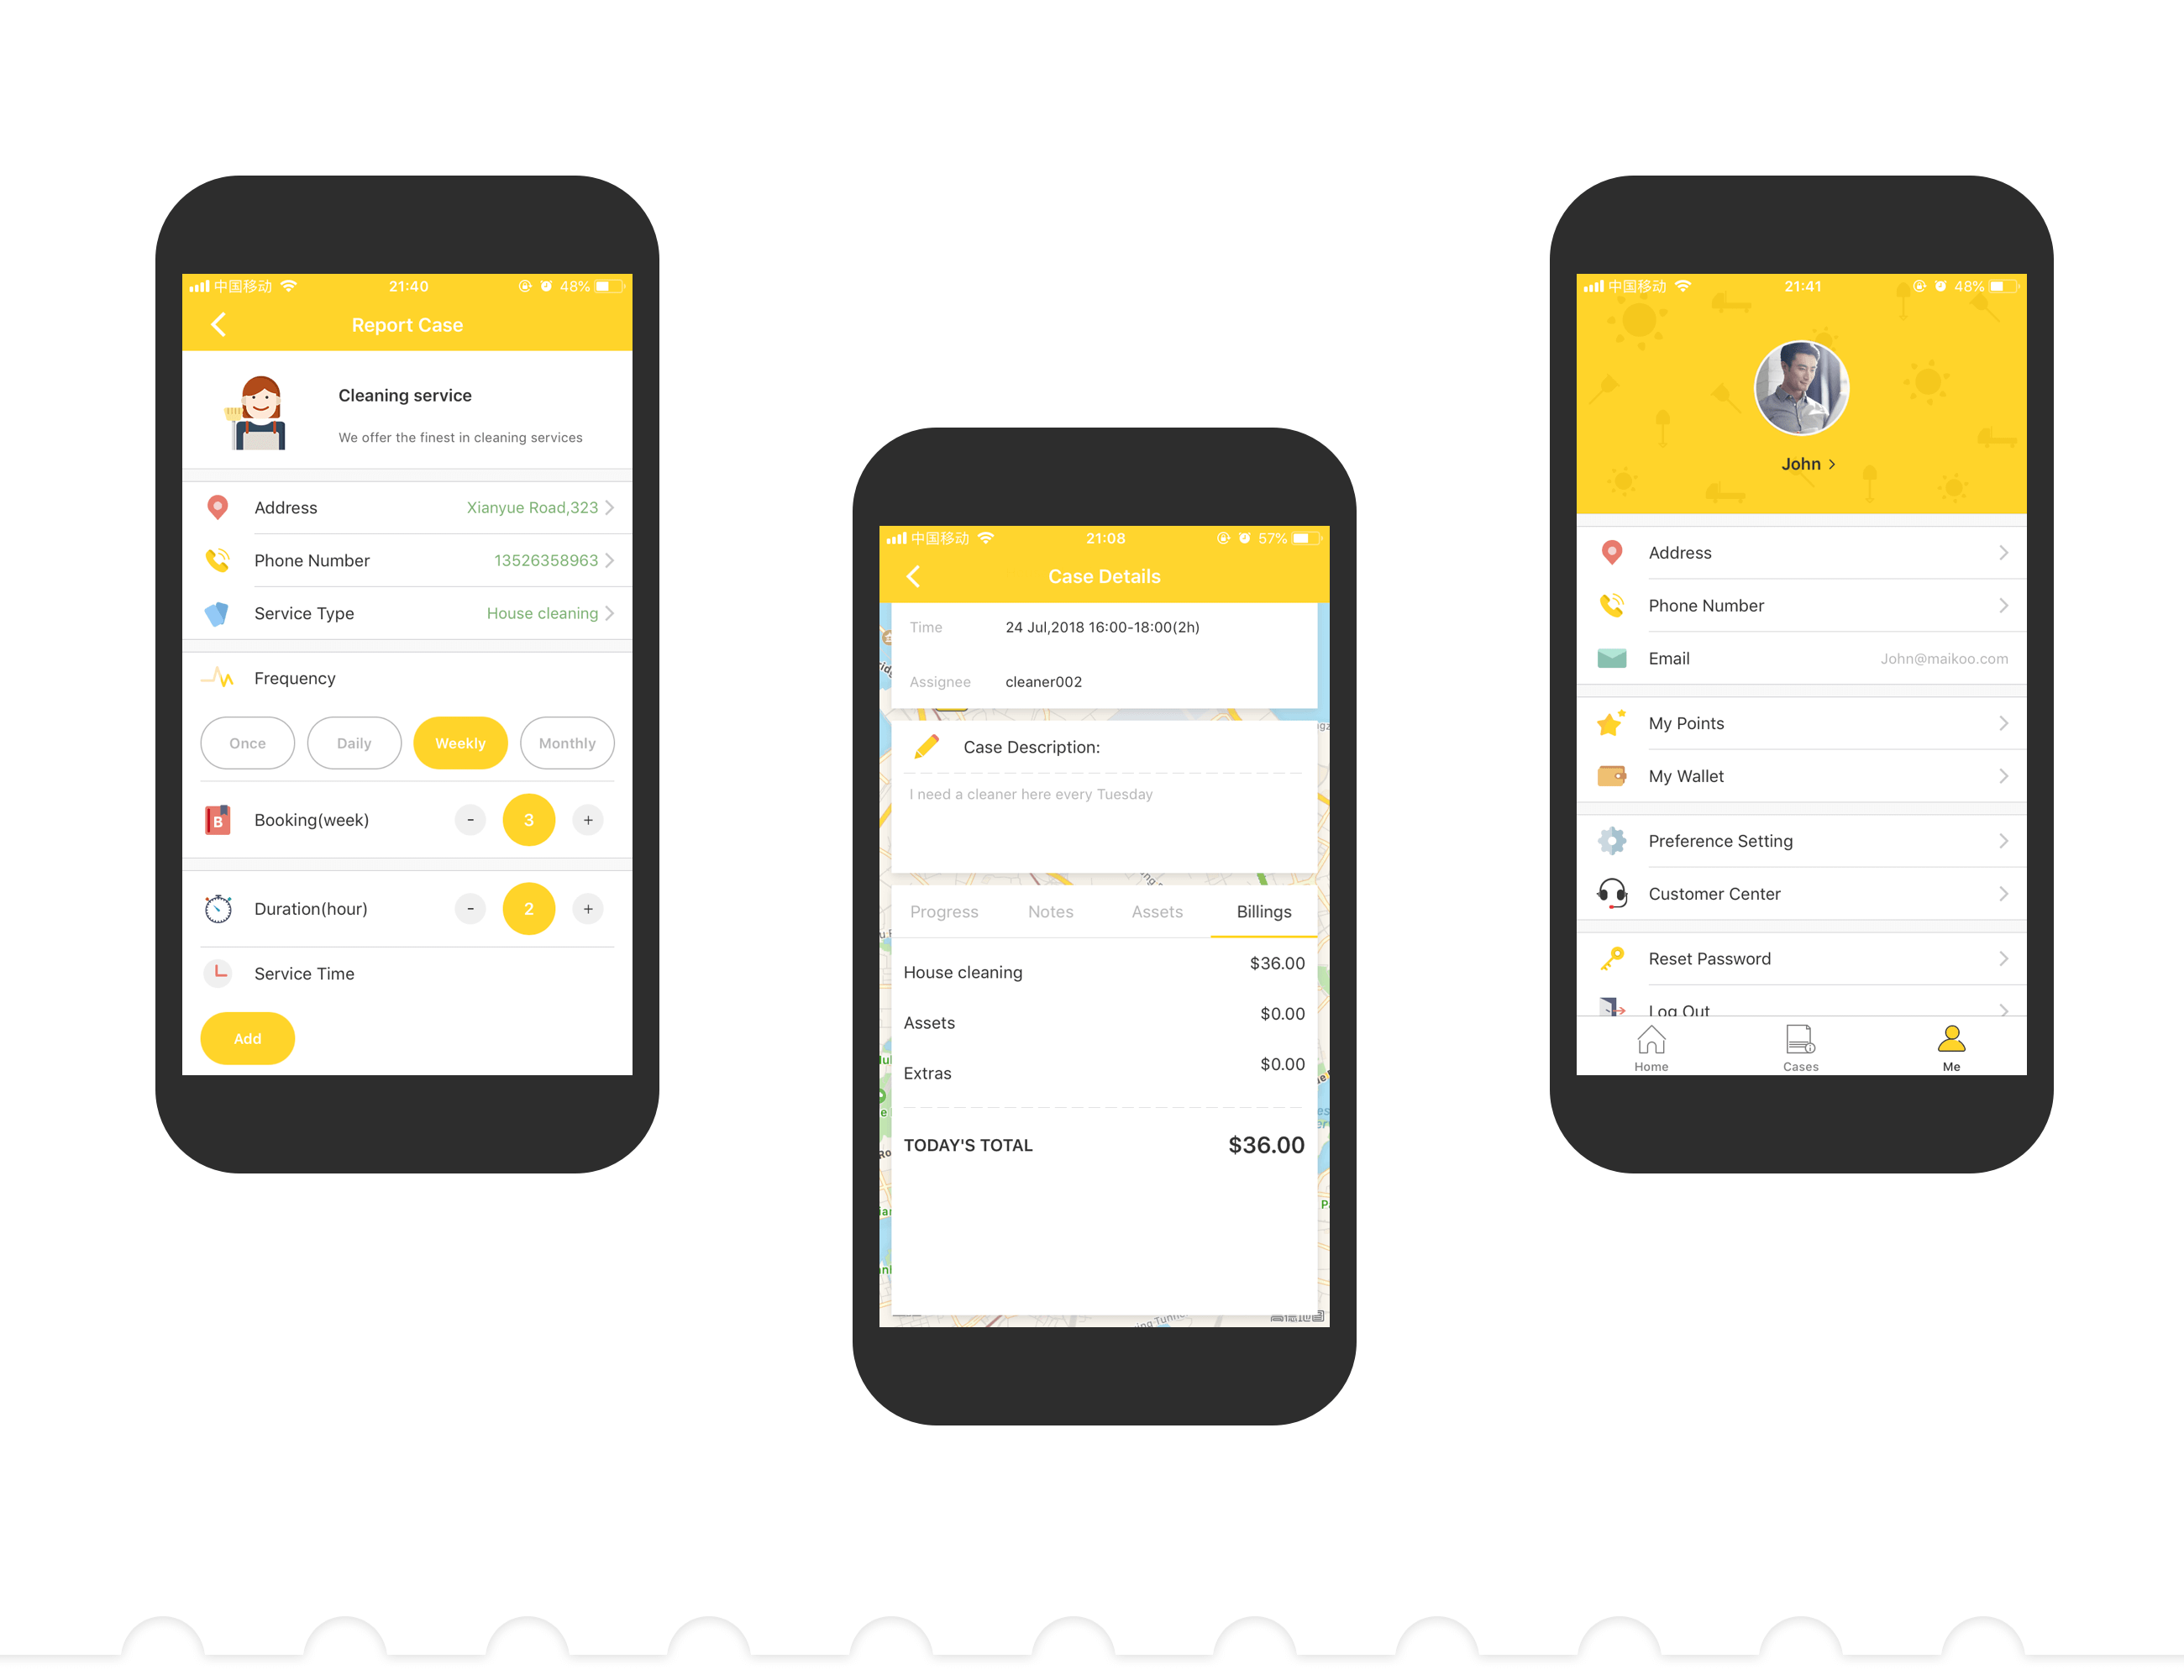 中国移动 21:40 48%
Report Case
Cleaning service
We offer the finest in cleaning services
Address Xianyue Road,323
Phone Number 13526358963
Service Type House cleaning
Frequency
Once Daily Weekly Monthly
B Booking(week) - 3 +
Duration(hour) - 2 +
Service Time
Add
中国移动 21:08 57%
Case Details
Time 24 Jul,2018 16:00-18:00(2h)
Assignee cleaner002
Case Description:
I need a cleaner here every Tuesday
Progress Notes Assets Billings
House cleaning $36.00
Assets $0.00
Extras $0.00
TODAY'S TOTAL $36.00
高德地图
中国移动 21:41 48%
John
Address
Phone Number
Email John@maikoo.com
My Points
My Wallet
Preference Setting
Customer Center
Reset Password
Log Out
Home Cases Me